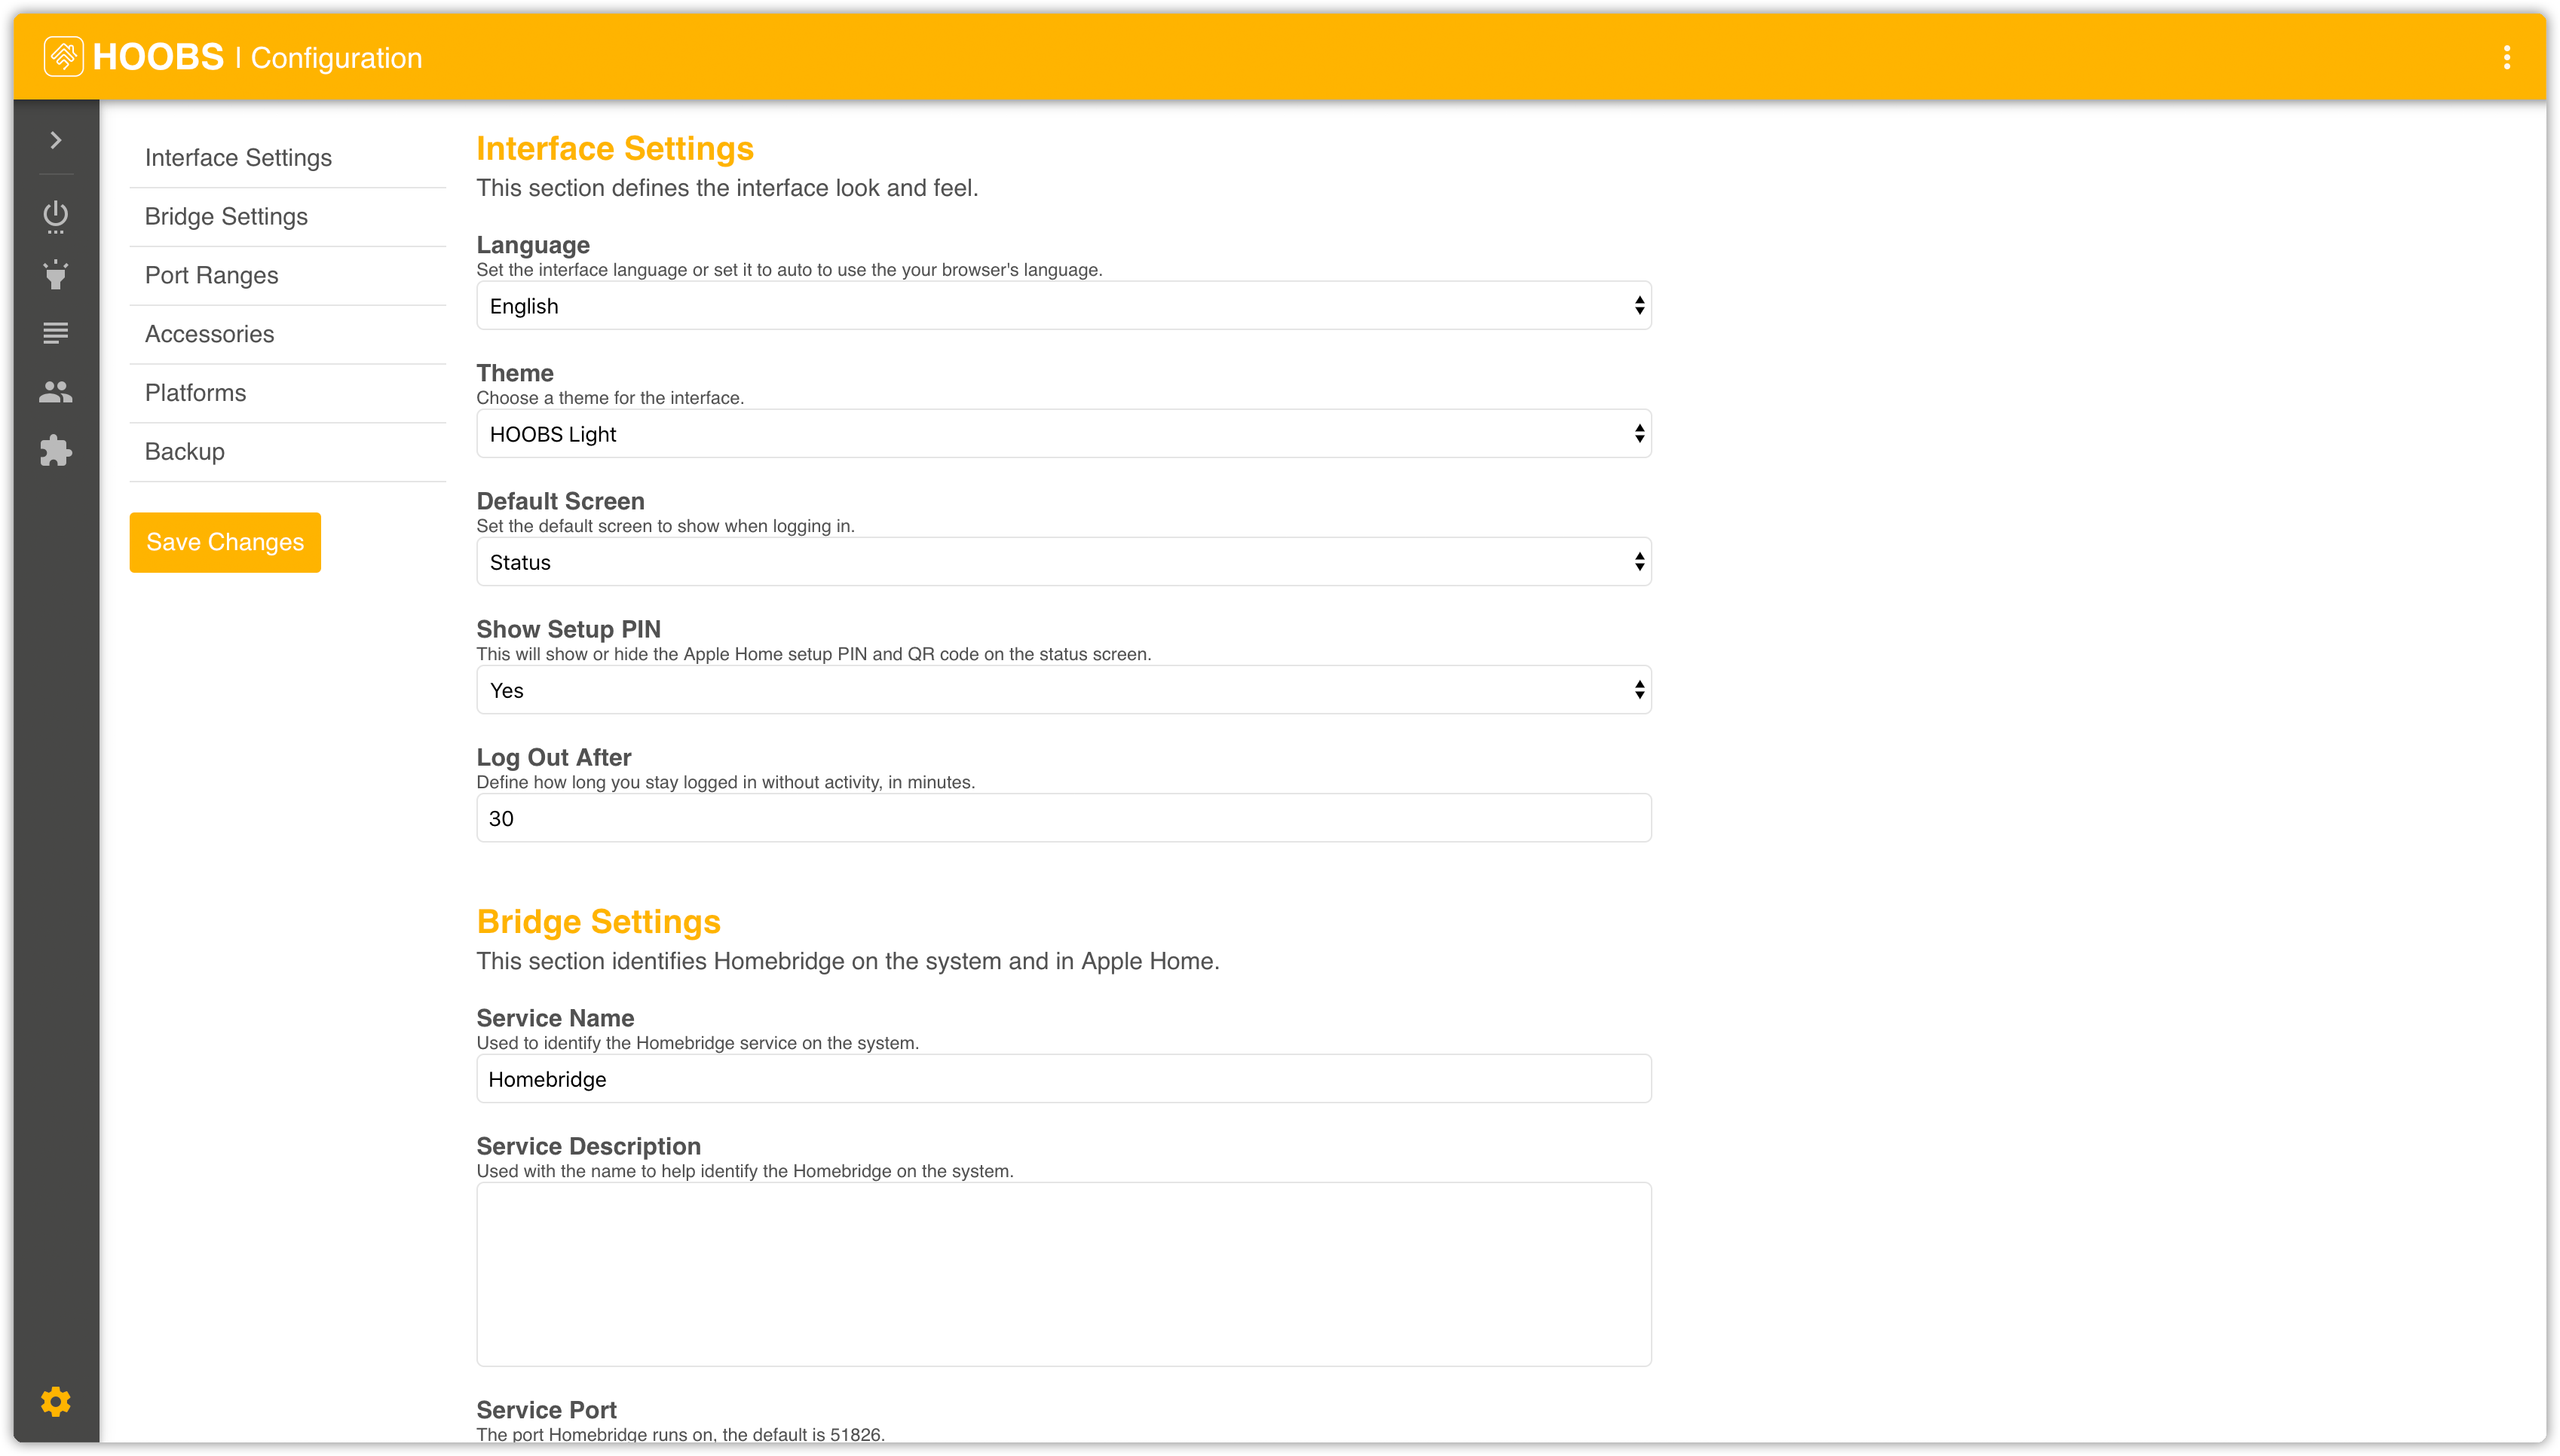 HOOBS | Configuration
Interface Settings
Bridge Settings
Port Ranges
Accessories
Platforms
Backup
Save Changes
Interface Settings
This section defines the interface look and feel.
Language
Set the interface language or set it to auto to use the your browser's language.
English
Theme
Choose a theme for the interface.
HOOBS Light
Default Screen
Set the default screen to show when logging in.
Status
Show Setup PIN
This will show or hide the Apple Home setup PIN and QR code on the status screen.
Yes
Log Out After
Define how long you stay logged in without activity, in minutes.
30
Bridge Settings
This section identifies Homebridge on the system and in Apple Home.
Service Name
Used to identify the Homebridge service on the system.
Homebridge
Service Description
Used with the name to help identify the Homebridge on the system.
Service Port
The port Homebridge runs on, the default is 51826.